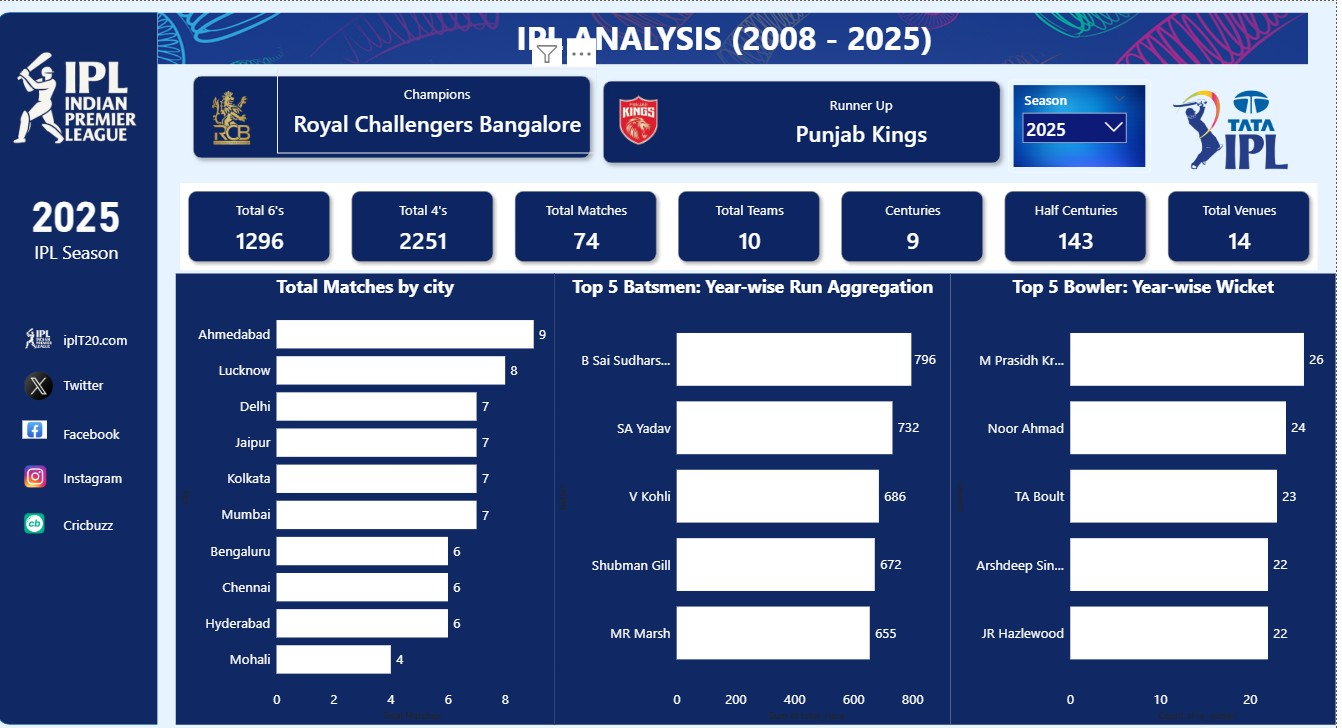 IPL ANALYSIS (2008 - 2025)
IPL
INDIAN
PREMIER
LEAGUE
2025
IPL Season
iplT20.com
Twitter
Facebook
Instagram
cb
Cricbuzz
RCB
Champions
Royal Challengers Bangalore
KINGS
Runner Up
Punjab Kings
Season
2025
TATA
IPL
Total 6's
1296
Total 4's
2251
Total Matches
74
Total Teams
10
Centuries
9
Half Centuries
143
Total Venues
14
Total Matches by city
Ahmedabad 9
Lucknow 8
Delhi 7
Jaipur 7
Kolkata 7
Mumbai 7
Bengaluru 6
Chennai 6
Hyderabad 6
Mohali 4
0 2 4 6 8
Top 5 Batsmen: Year-wise Run Aggregation
B Sai Sudhars... 796
SA Yadav 732
V Kohli 686
Shubman Gill 672
MR Marsh 655
0 200 400 600 800
Top 5 Bowler: Year-wise Wicket
M Prasidh Kr... 26
Noor Ahmad 24
TA Boult 23
Arshdeep Sin... 22
JR Hazlewood 22
0 10 20